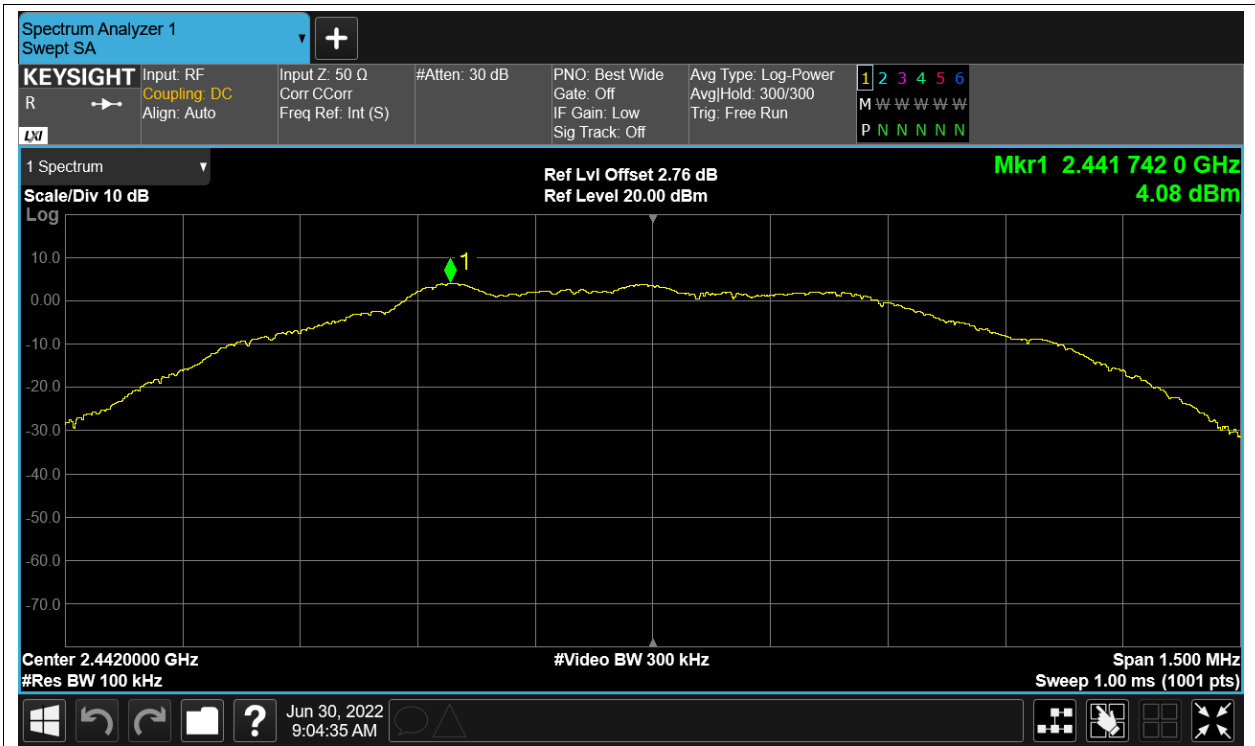 Spectrum Analyzer 1
Swept SA
KEYSIGHT
R
LXI
Input: RF
Coupling: DC
Align: Auto
Input Z: 50 Ω
Corr CCorr
Freq Ref: Int (S)
#Atten: 30 dB
PNO: Best Wide
Gate: Off
IF Gain: Low
Sig Track: Off
Avg Type: Log-Power
Avg|Hold: 300/300
Trig: Free Run
1 2 3 4 5 6
M W W W W W
P N N N N N
1 Spectrum
Scale/Div 10 dB
Log
Ref Lvl Offset 2.76 dB
Ref Level 20.00 dBm
Mkr1 2.441 742 0 GHz
4.08 dBm
1
10.0
0.00
-10.0
-20.0
-30.0
-40.0
-50.0
-60.0
-70.0
Center 2.4420000 GHz
#Res BW 100 kHz
#Video BW 300 kHz
Span 1.500 MHz
Sweep 1.00 ms (1001 pts)
?
Jun 30, 2022
9:04:35 AM